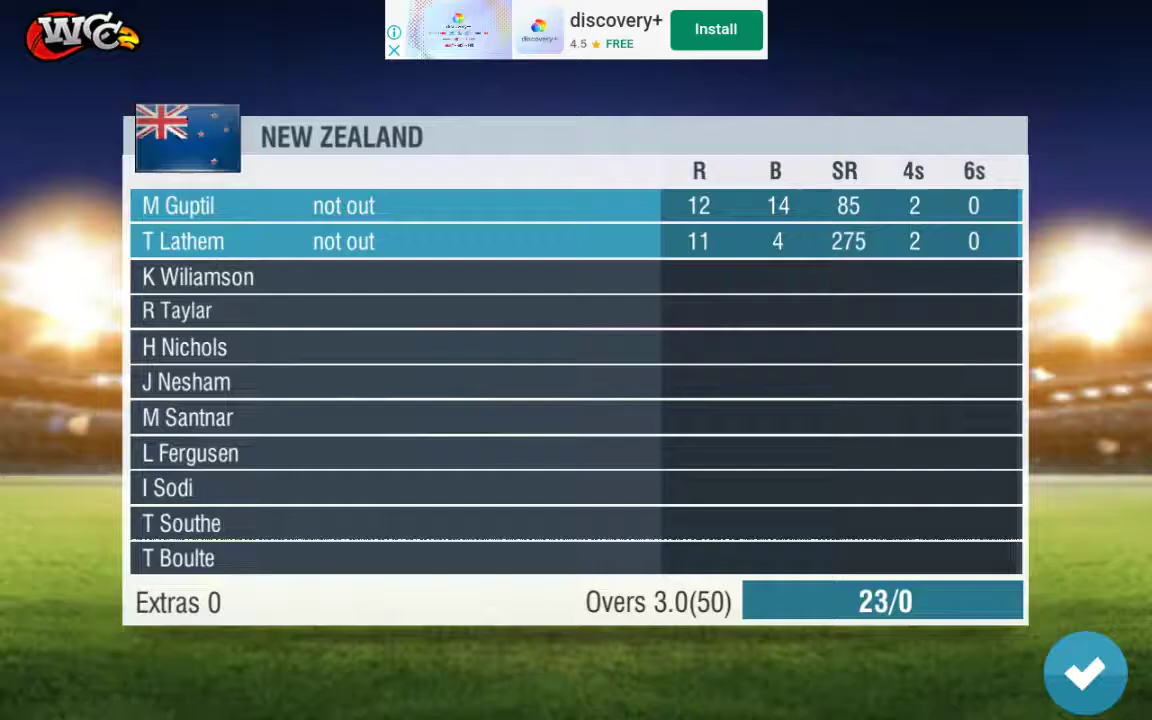 WCC
discovery+
4.5 ★ FREE
Install
discovery+
NEW ZEALAND
R B SR 4s 6s
M Guptil not out 12 14 85 2 0
T Lathem not out 11 4 275 2 0
K Wiliamson
R Taylar
H Nichols
J Nesham
M Santnar
L Fergusen
I Sodi
T Southe
T Boulte
Extras 0 Overs 3.0(50) 23/0